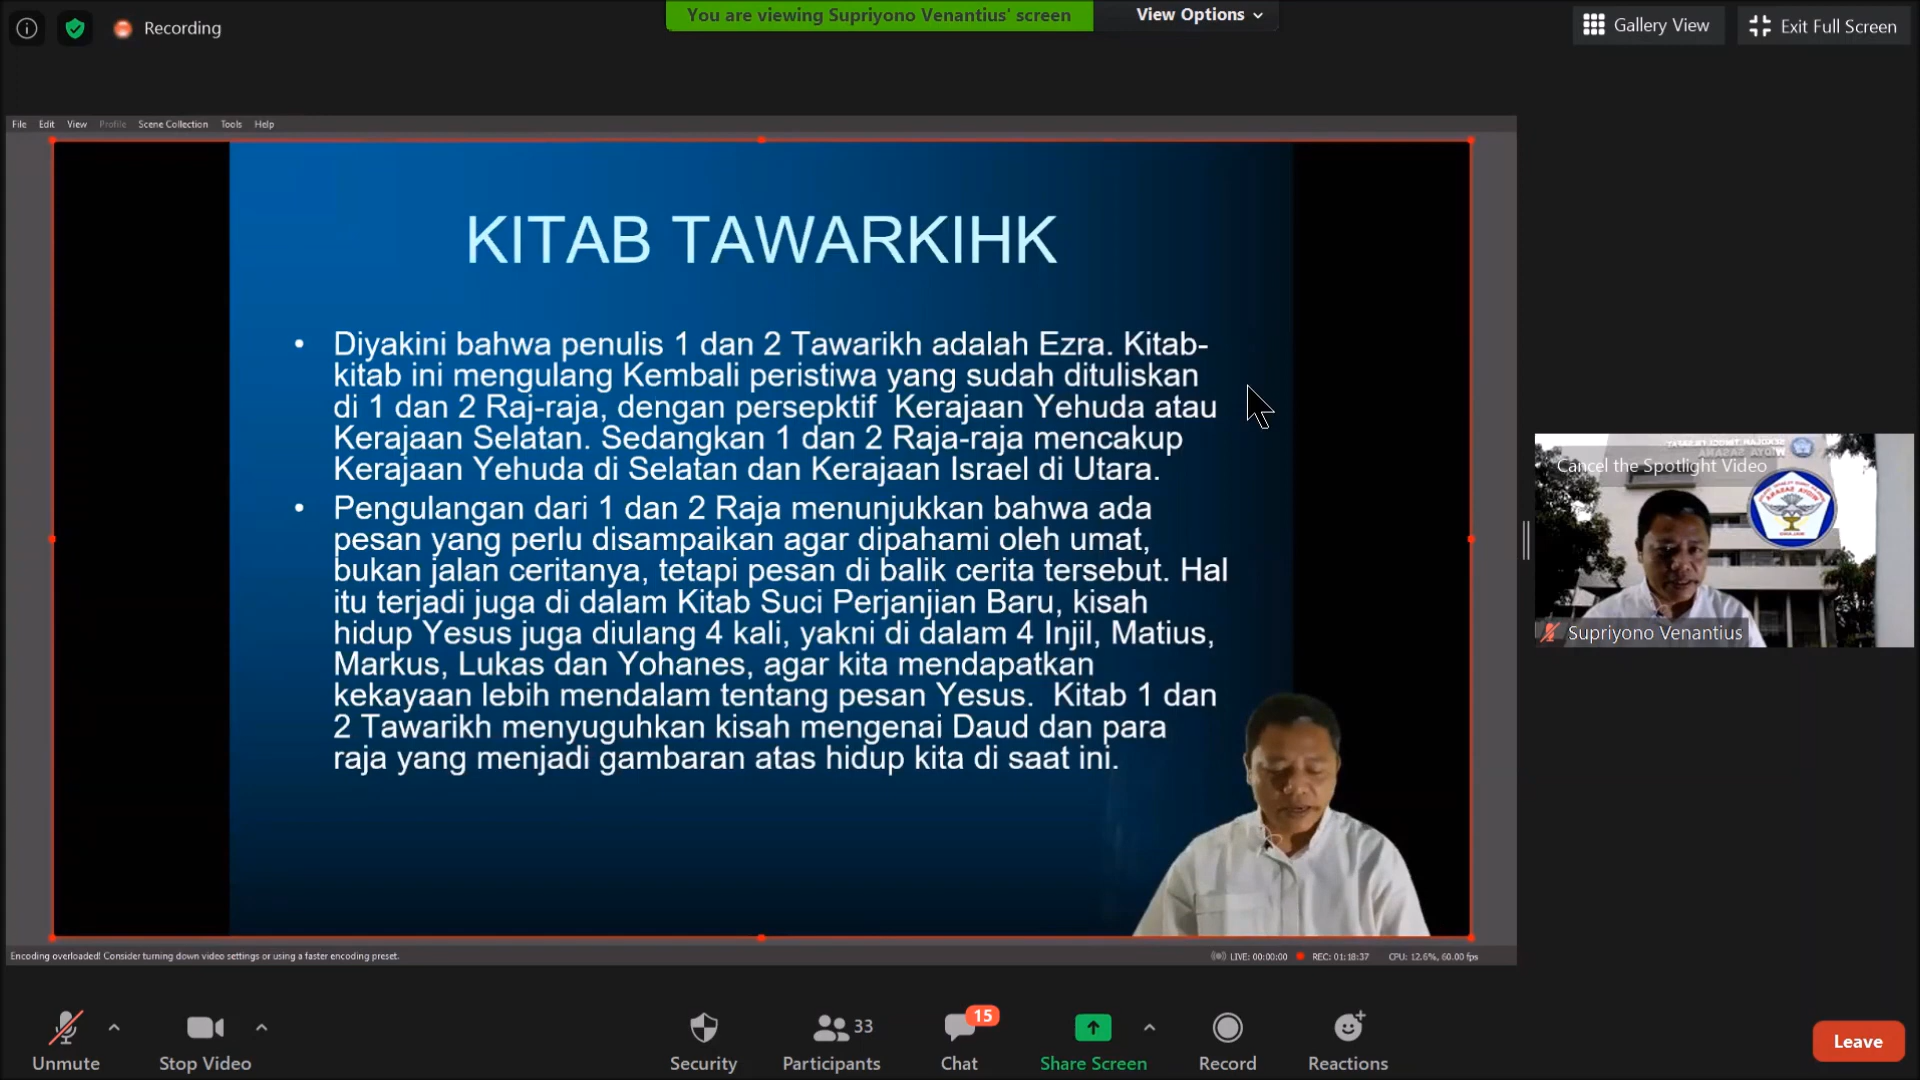 Recording
You are viewing Supriyono Venantius' screen
View Options
Gallery View
Exit Full Screen
File Edit View Profile Scene Collection Tools Help
KITAB TAWARKIHK
• Diyakini bahwa penulis 1 dan 2 Tawarikh adalah Ezra. Kitab-
kitab ini mengulang Kembali peristiwa yang sudah dituliskan
di 1 dan 2 Raj-raja, dengan persepktif Kerajaan Yehuda atau
Kerajaan Selatan. Sedangkan 1 dan 2 Raja-raja mencakup
Kerajaan Yehuda di Selatan dan Kerajaan Israel di Utara.
• Pengulangan dari 1 dan 2 Raja menunjukkan bahwa ada
pesan yang perlu disampaikan agar dipahami oleh umat,
bukan jalan ceritanya, tetapi pesan di balik cerita tersebut. Hal
itu terjadi juga di dalam Kitab Suci Perjanjian Baru, kisah
hidup Yesus juga diulang 4 kali, yakni di dalam 4 Injil, Matius,
Markus, Lukas dan Yohanes, agar kita mendapatkan
kekayaan lebih mendalam tentang pesan Yesus. Kitab 1 dan
2 Tawarikh menyuguhkan kisah mengenai Daud dan para
raja yang menjadi gambaran atas hidup kita di saat ini.
Cancel the Spotlight Video
Supriyono Venantius
Encoding overloaded! Consider turning down video settings or using a faster encoding preset.
LIVE: 00:00:00 REC: 01:18:37 CPU: 12.6%, 60.00 fps
33
15
Unmute
Stop Video
Security
Participants
Chat
Share Screen
Record
Reactions
Leave